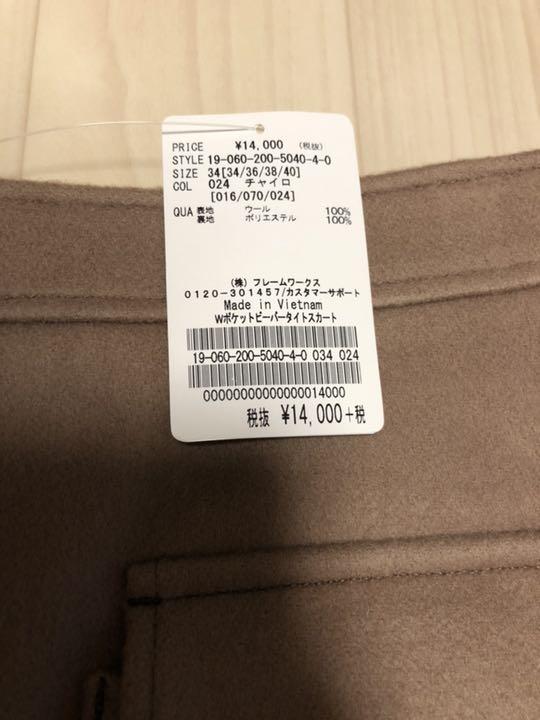 PRICE ¥14,000 (税抜)
STYLE 19-060-200-5040-4-0
SIZE 34[34/36/38/40]
COL 024 チャイロ
[016/070/024]
QUA 表地 ウール 100%
裏地 ポリエステル 100%
(株) フレームワークス
0120-301457/カスタマーサポート
Made in Vietnam
Wポケットビーバータイトスカート
19-060-200-5040-4-0 034 024
00000000000000014000
税抜 ¥14,000+税